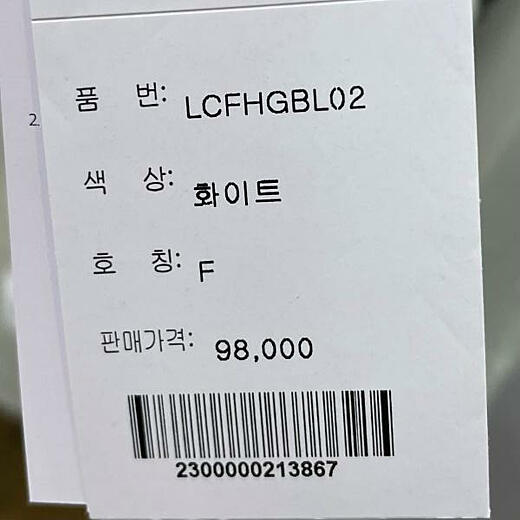 품 번: LCFHGBL02
2.
색 상: 화이트
호 칭: F
판매가격: 98,000
2300000213867